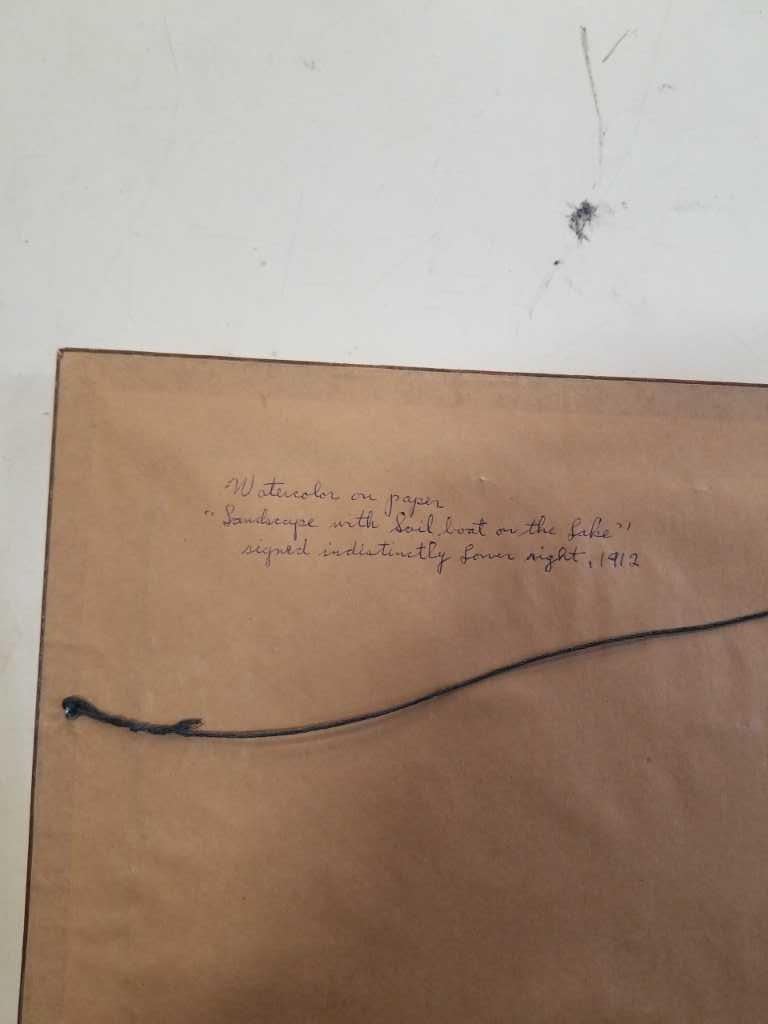 Watercolor on paper
"Landscape with Sail boat on the Lake"
signed indistinctly Lower right, 1912